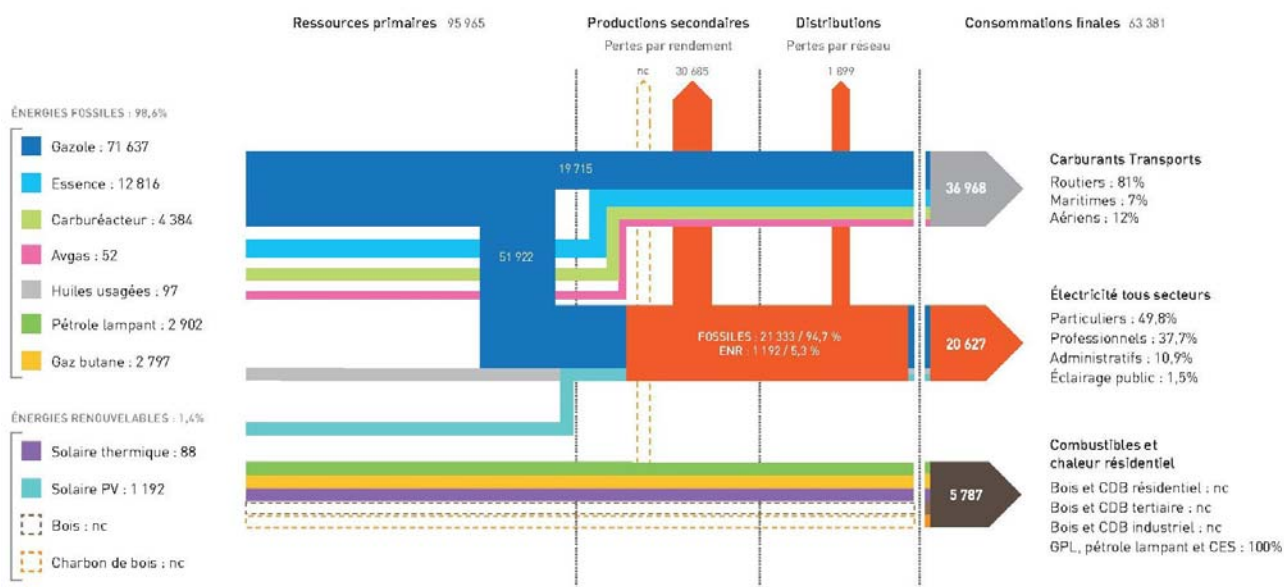 Ressources primaires 95 965
Productions secondaires
Distributions
Consommations finales 63 381
Pertes par rendement
Pertes par réseau
nc
30 685
1 899
ÉNERGIES FOSSILES : 98,6%
Gazole : 71 637
Essence : 12 816
Carburéacteur : 4 384
Avgas : 52
Huiles usagées : 97
Pétrole lampant : 2 902
Gaz butane : 2 797
ÉNERGIES RENOUVELABLES : 1,4%
Solaire thermique : 88
Solaire PV : 1 192
Bois : nc
Charbon de bois : nc
19 715
51 922
FOSSILES : 21 333 / 94,7 %
ENR : 1 192 / 5,3 %
36 968
Carburants Transports
Routiers : 81%
Maritimes : 7%
Aériens : 12%
20 627
Électricité tous secteurs
Particuliers : 49,8%
Professionnels : 37,7%
Administratifs : 10,9%
Éclairage public : 1,5%
5 787
Combustibles et
chaleur résidentiel
Bois et CDB résidentiel : nc
Bois et CDB tertiaire : nc
Bois et CDB industriel : nc
GPL, pétrole lampant et CES : 100%